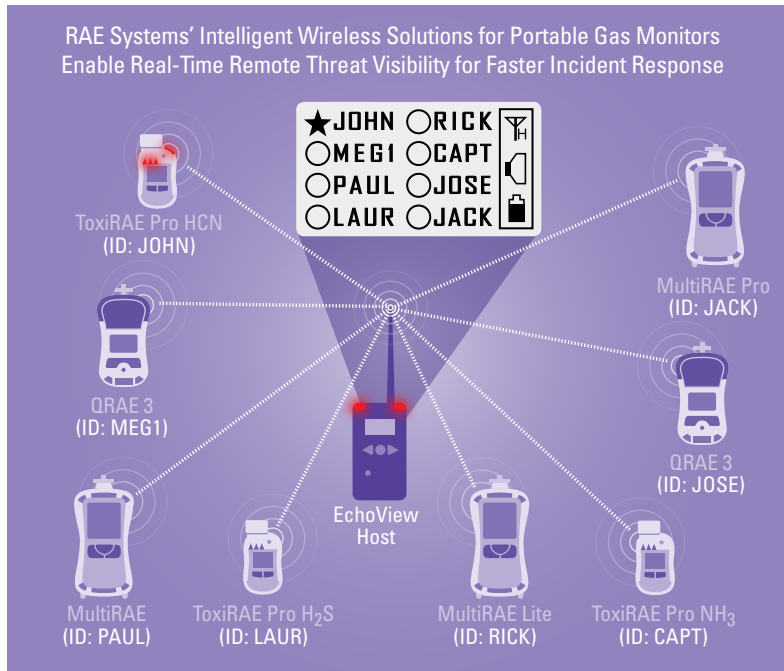 RAE Systems’ Intelligent Wireless Solutions for Portable Gas Monitors
Enable Real-Time Remote Threat Visibility for Faster Incident Response
JOHN RICK
MEG1 CAPT
PAUL JOSE
LAUR JACK
H
ToxiRAE Pro HCN
(ID: JOHN)
MultiRAE Pro
(ID: JACK)
QRAE 3
(ID: MEG1)
QRAE 3
(ID: JOSE)
EchoView
Host
MultiRAE
(ID: PAUL)
ToxiRAE Pro H₂S
(ID: LAUR)
MultiRAE Lite
(ID: RICK)
ToxiRAE Pro NH₃
(ID: CAPT)